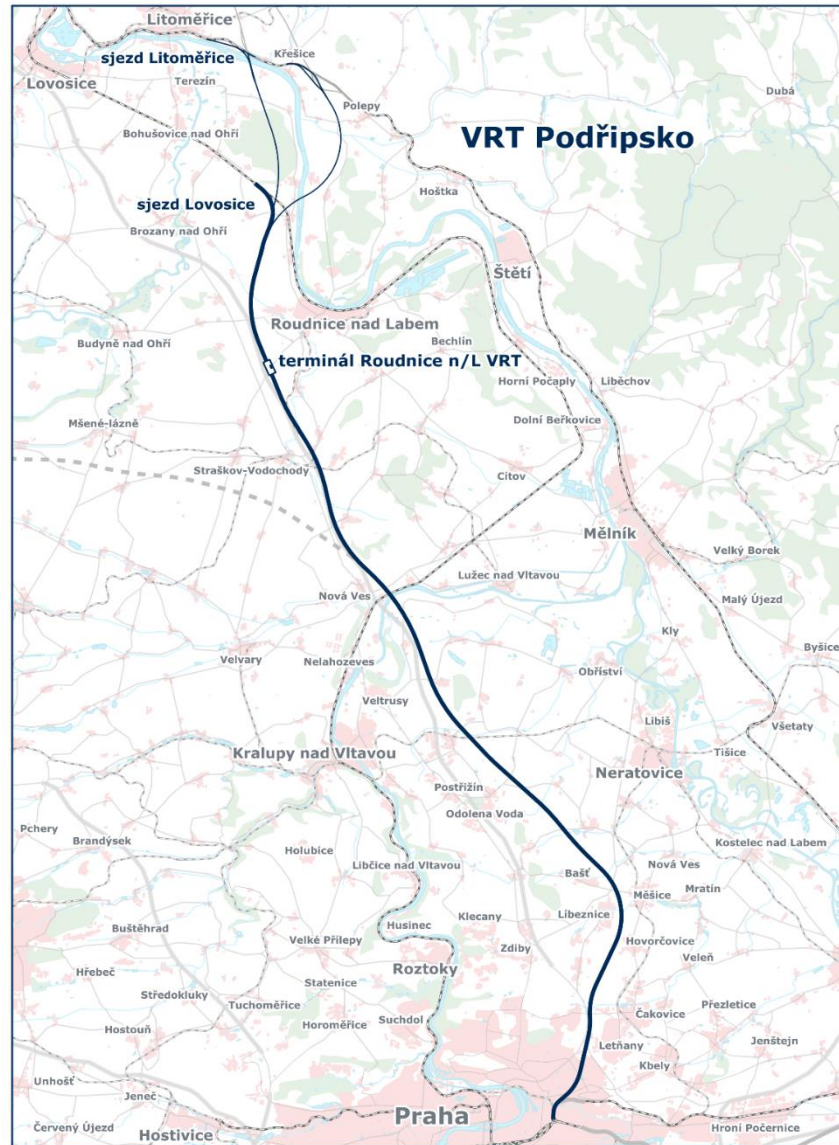 Litoměřice
sjezd Litoměřice
Křešice
Lovosice
Terezín
Dubá
Polepy
Bohušovice nad Ohří
VRT Podřipsko
Hoštka
sjezd Lovosice
Brozany nad Ohří
Štětí
Roudnice nad Labem
Budyně nad Ohří
Bechlín
terminál Roudnice n/L VRT
Horní Počaply
Liběchov
Mšené-lázně
Dolní Beřkovice
Straškov-Vodochody
Cítov
Mělník
Velký Borek
Lužec nad Vltavou
Nová Ves
Malý Újezd
Kly
Velvary
Nelahozeves
Byšice
Obříství
Veltrusy
Libiš
Všetaty
Kralupy nad Vltavou
Tišice
Neratovice
Postřižín
Odolena Voda
Pchery
Brandýsek
Kostelec nad Labem
Holubice
Libčice nad Vltavou
Nová Ves
Bašť
Měšice
Mratín
Klecany
Líbeznice
Buštěhrad
Husinec
Velké Přílepy
Zdiby
Hovorčovice
Veleň
Hřebeč
Roztoky
Statenice
Středokluky
Tuchoměřice
Suchdol
Přezletice
Horoměřice
Čakovice
Hostouň
Letňany
Jenštejn
Kbely
Unhošť
Jeneč
Praha
Červený Újezd
Hostivice
Horní Počernice